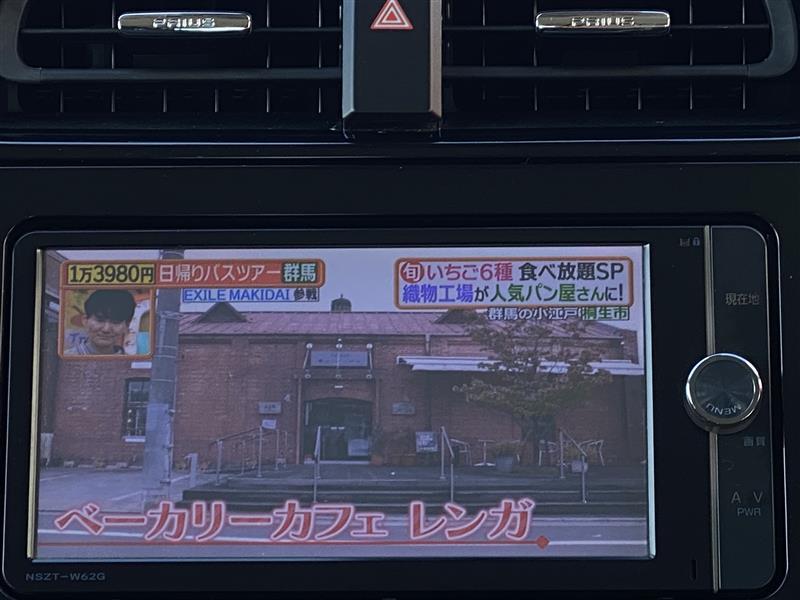 PRIUS
PRIUS
1万3980円 日帰りバスツアー群馬
EXILE MAKIDAI 参戦
旬いちご6種 食べ放題SP
織物工場が人気パン屋さんに!
群馬の小江戸 桐生市
現在地
MENU
画質
A V
PWR
ベーカリーカフェ レンガ
NSZT-W62G